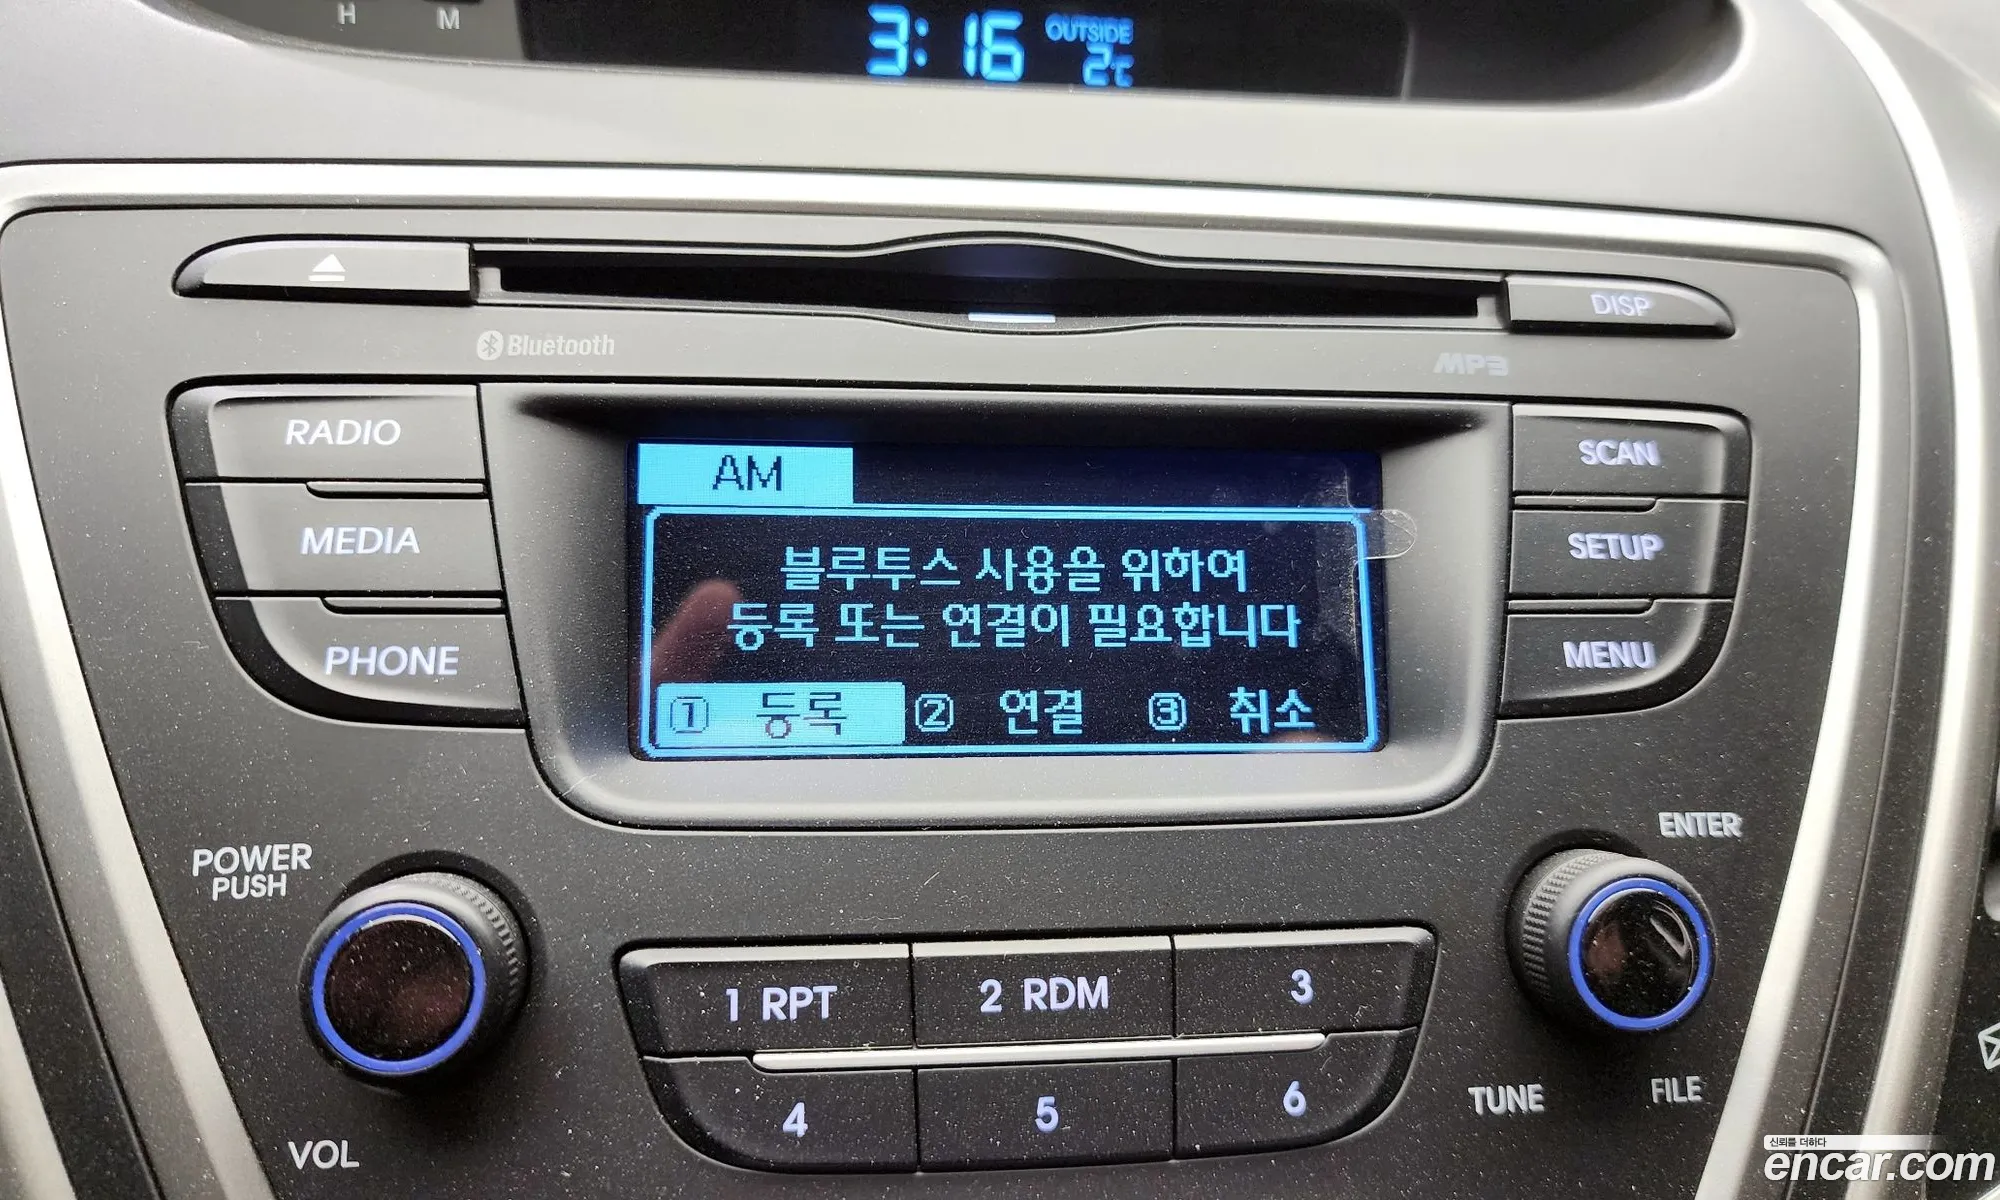 H M
3:16 OUTSIDE 2℃
DISP
Bluetooth
MP3
RADIO
MEDIA
PHONE
AM
블루투스 사용을 위하여
등록 또는 연결이 필요합니다
① 등록 ② 연결 ③ 취소
SCAN
SETUP
MENU
POWER
PUSH
VOL
1 RPT
2 RDM
3
4
5
6
ENTER
TUNE
FILE
신뢰를 더하다
encar.com